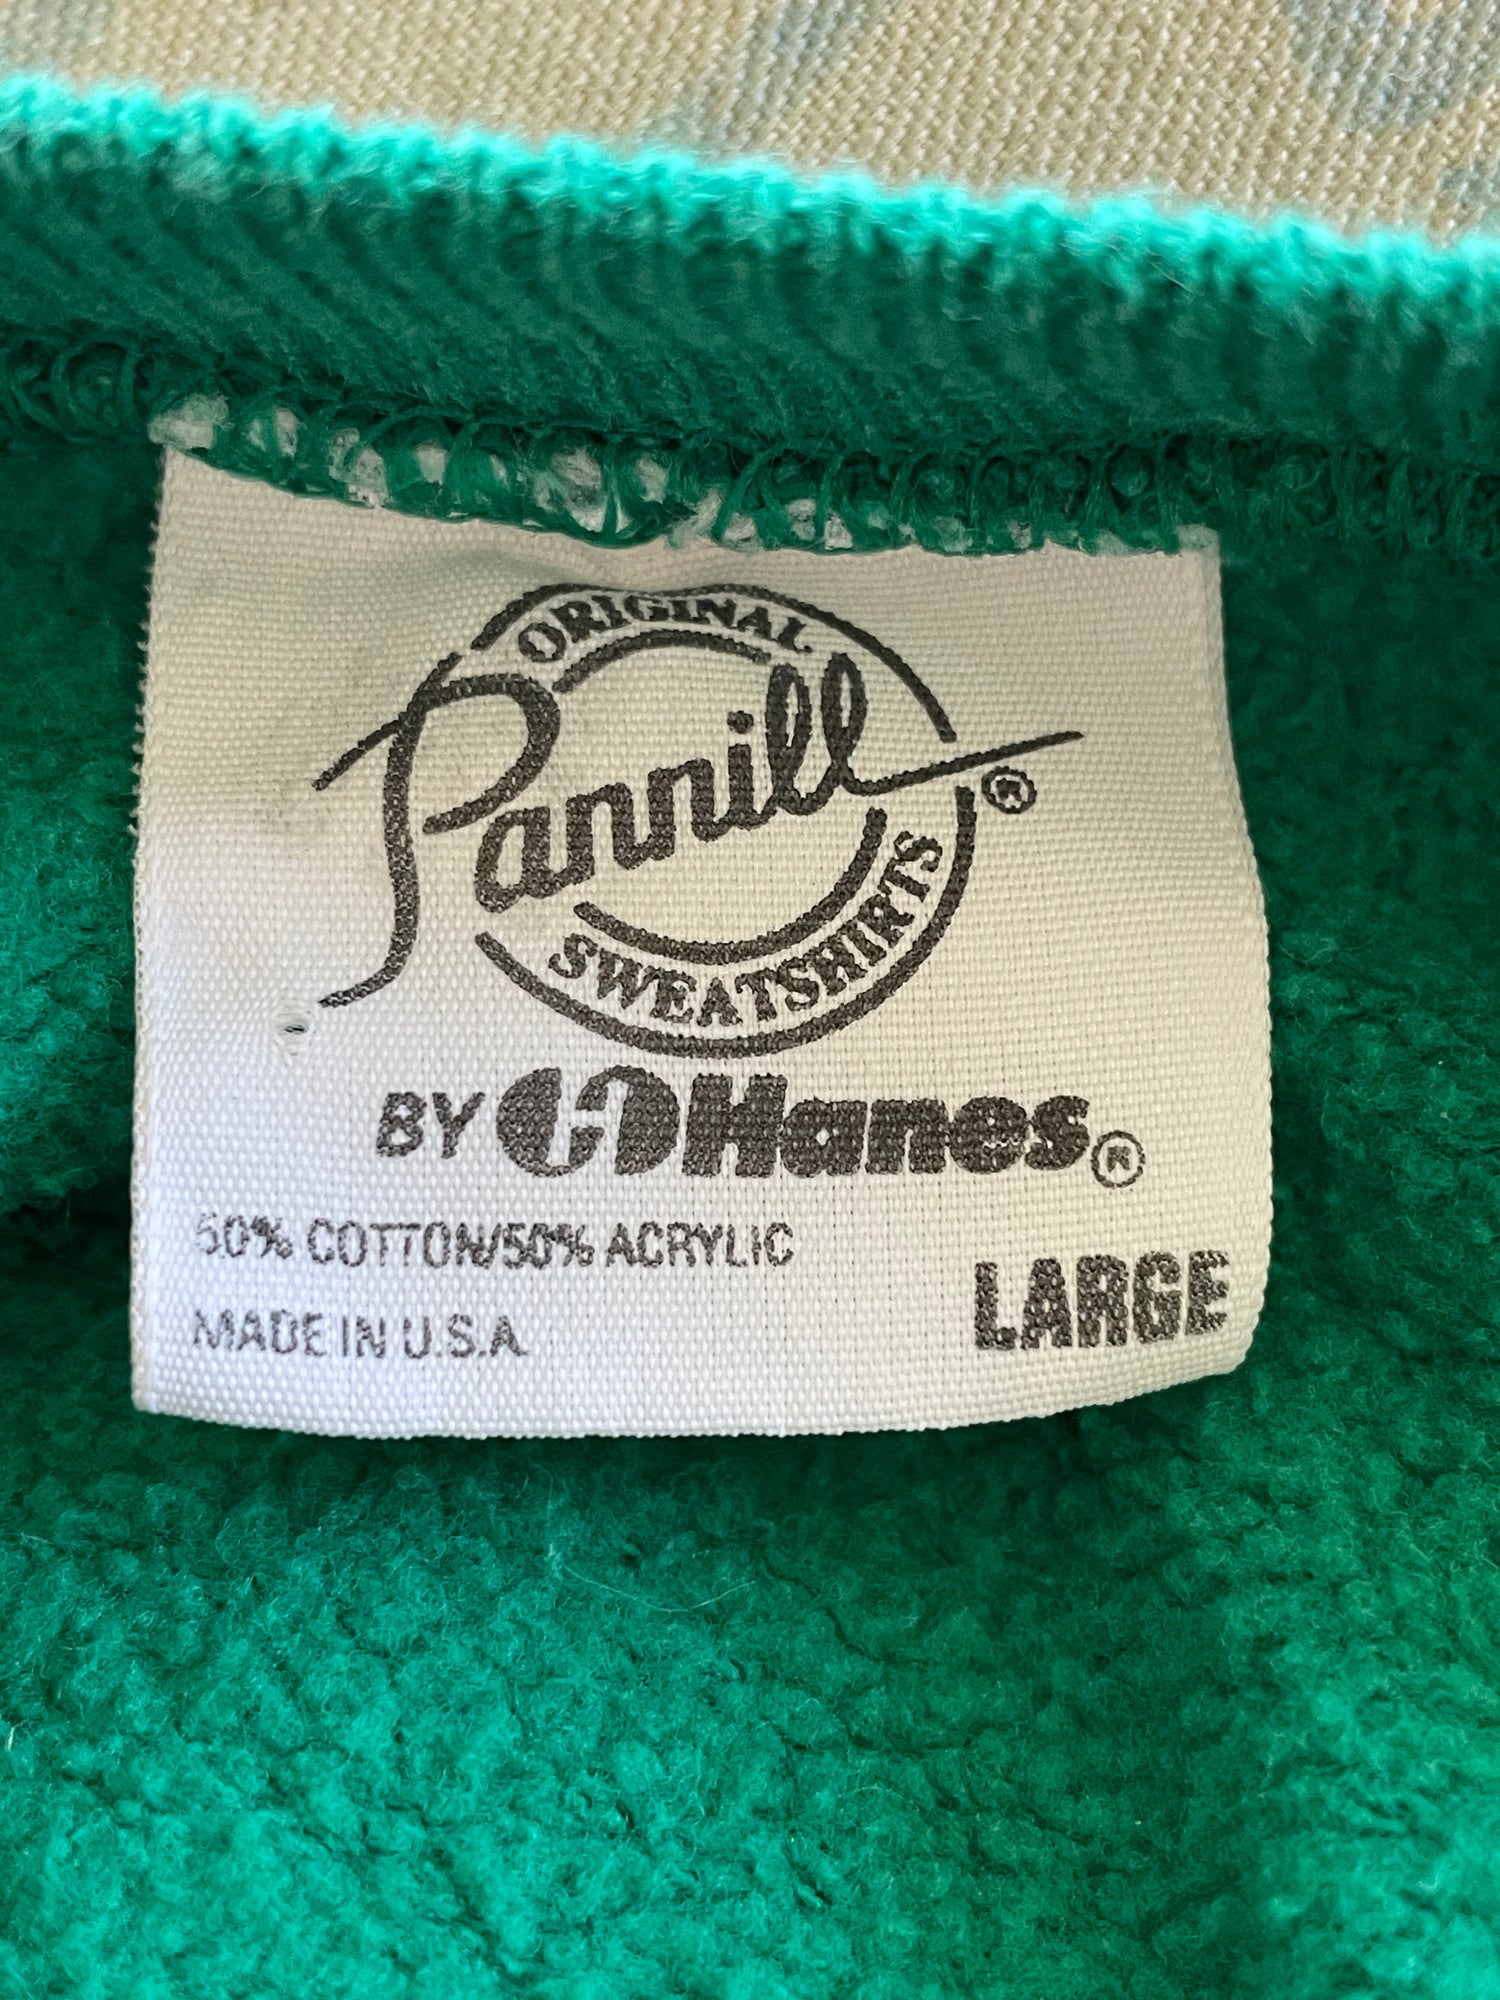 ORIGINAL
Pannill ®
SWEATSHIRTS
BY H Hanes ®
50% COTTON/50% ACRYLIC
LARGE
MADE IN U.S.A.